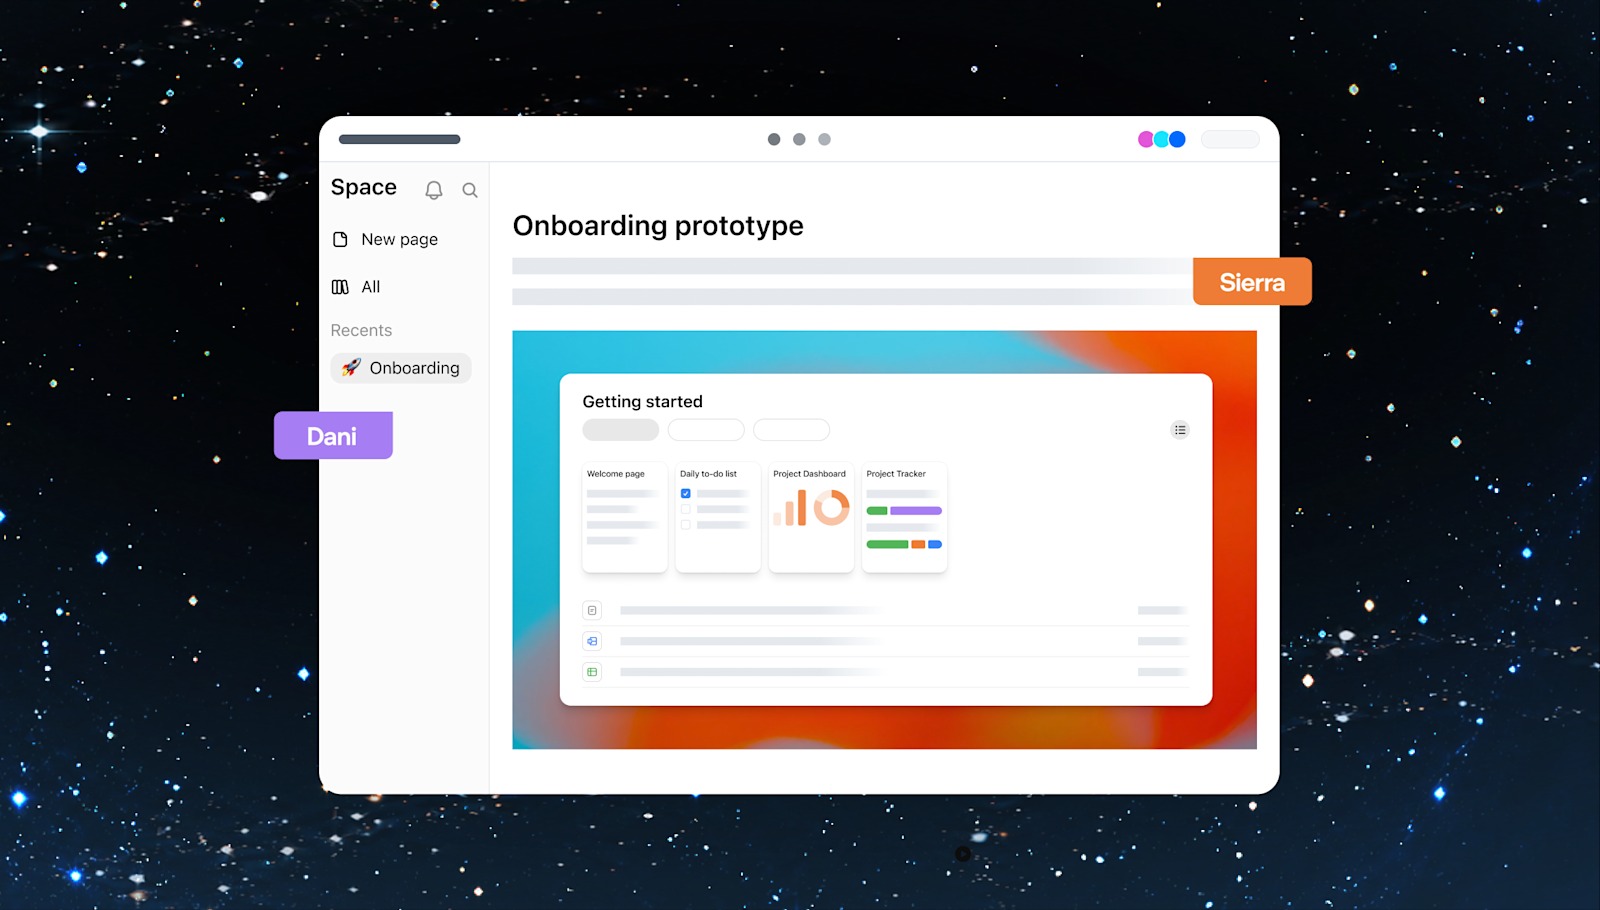 Space
New page
All
Recents
Onboarding
Dani
Onboarding prototype
Sierra
Getting started
Welcome page
Daily to-do list
Project Dashboard
Project Tracker